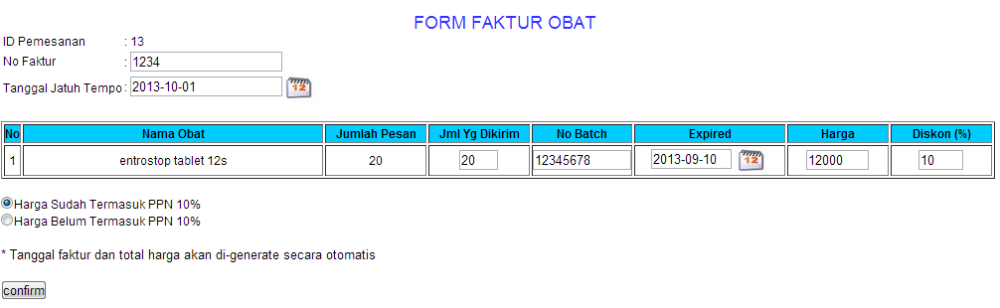 FORM FAKTUR OBAT
ID Pemesanan : 13
No Faktur : 1234
Tanggal Jatuh Tempo : 2013-10-01 12
No Nama Obat Jumlah Pesan Jml Yg Dikirim No Batch Expired Harga Diskon (%)
1 entrostop tablet 12s 20 20 12345678 2013-09-10 12 12000 10
Harga Sudah Termasuk PPN 10%
Harga Belum Termasuk PPN 10%
* Tanggal faktur dan total harga akan di-generate secara otomatis
confirm